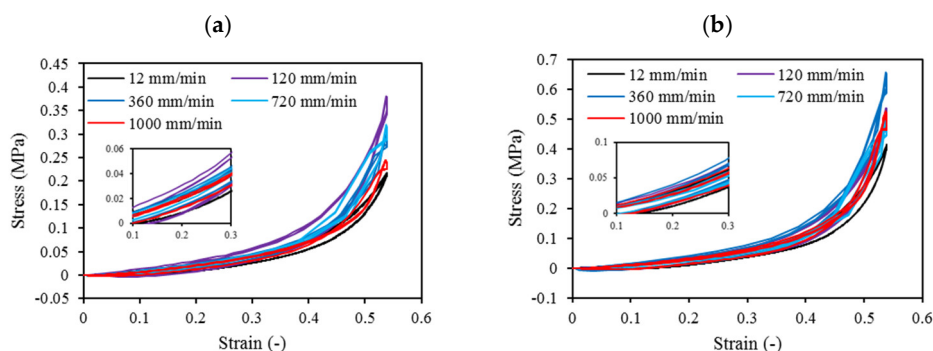 (a)
0.45
0.4
0.35
0.3
0.25
0.2
0.15
0.1
0.05
0
-0.05
Stress (MPa)
12 mm/min
120 mm/min
360 mm/min
720 mm/min
1000 mm/min
0.06
0.04
0.02
0
0.1
0.2
0.3
0
0.1
0.2
0.3
0.4
0.5
0.6
Strain (-)
(b)
0.7
0.6
0.5
0.4
0.3
0.2
0.1
0
-0.1
Stress (MPa)
12 mm/min
120 mm/min
360 mm/min
720 mm/min
1000 mm/min
0.1
0.05
0
0.1
0.2
0.3
0
0.1
0.2
0.3
0.4
0.5
0.6
Strain (-)